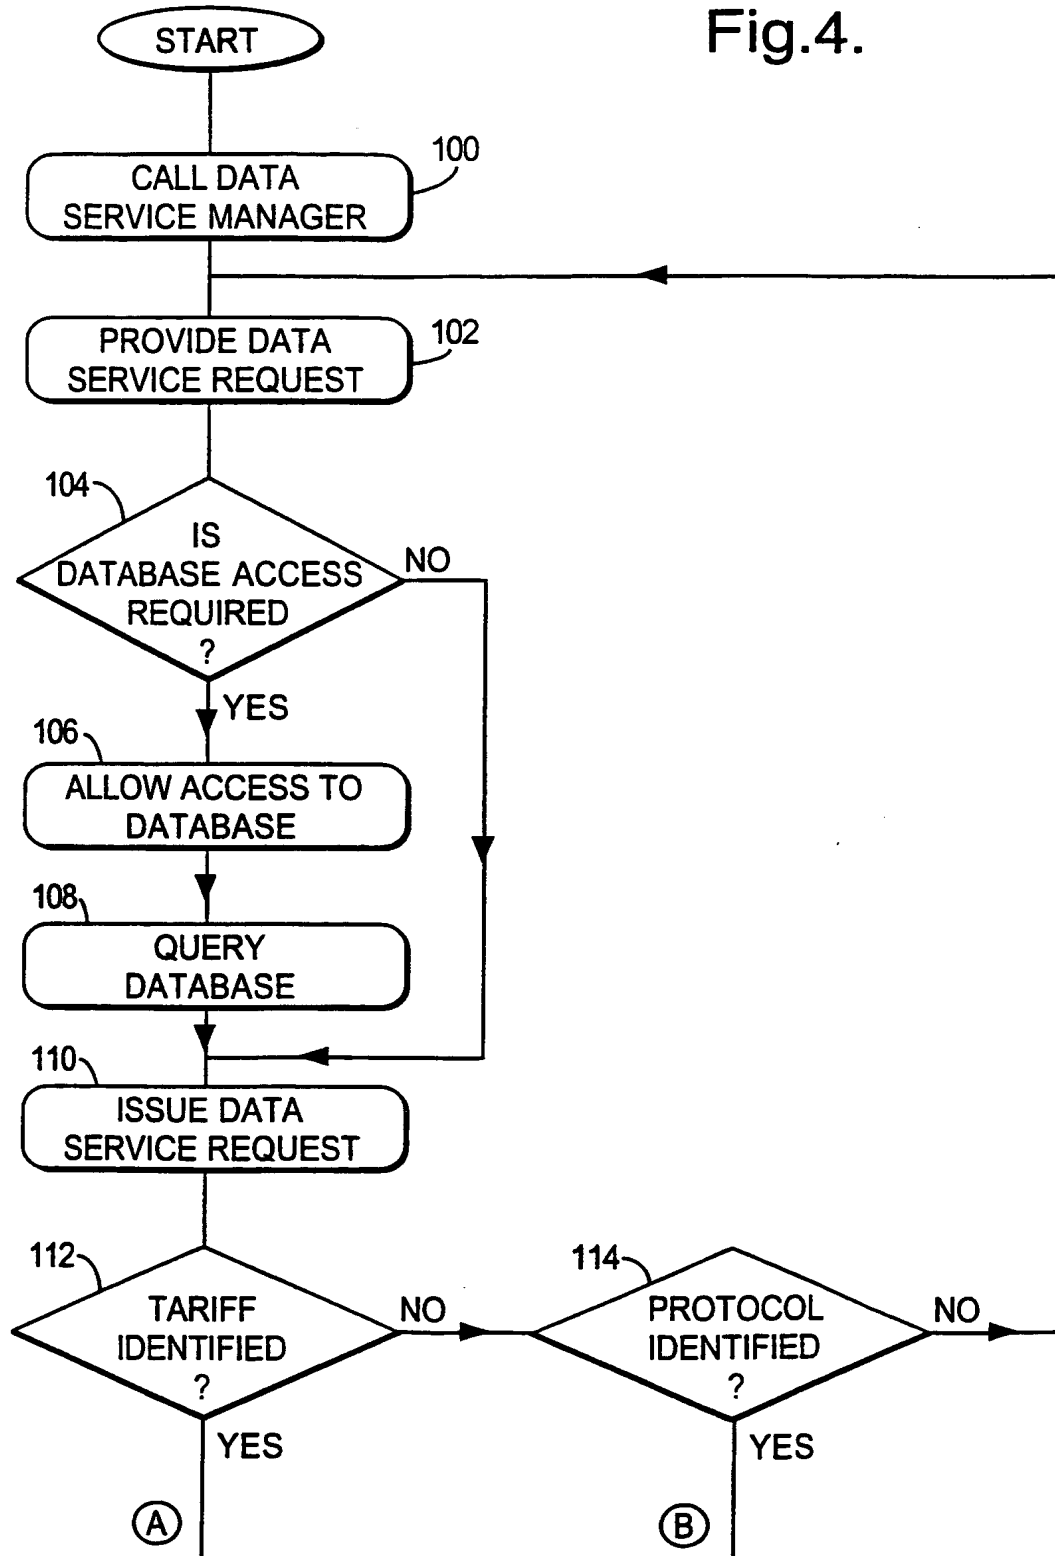 Fig.4.
START
100
CALL DATA
SERVICE MANAGER
102
PROVIDE DATA
SERVICE REQUEST
104
IS
DATABASE ACCESS
REQUIRED
?
NO
YES
106
ALLOW ACCESS TO
DATABASE
108
QUERY
DATABASE
110
ISSUE DATA
SERVICE REQUEST
112
TARIFF
IDENTIFIED
?
NO
YES
114
PROTOCOL
IDENTIFIED
?
NO
YES
A
B